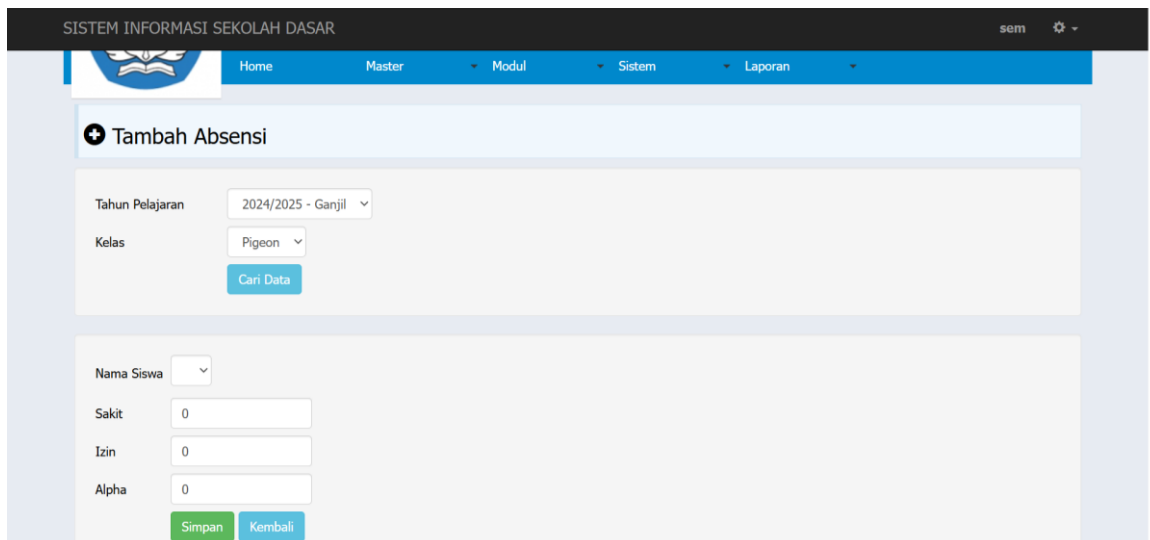 SISTEM INFORMASI SEKOLAH DASAR sem
Home Master Modul Sistem Laporan
Tambah Absensi
Tahun Pelajaran 2024/2025 - Ganjil
Kelas Pigeon
Cari Data
Nama Siswa
Sakit 0
Izin 0
Alpha 0
Simpan Kembali